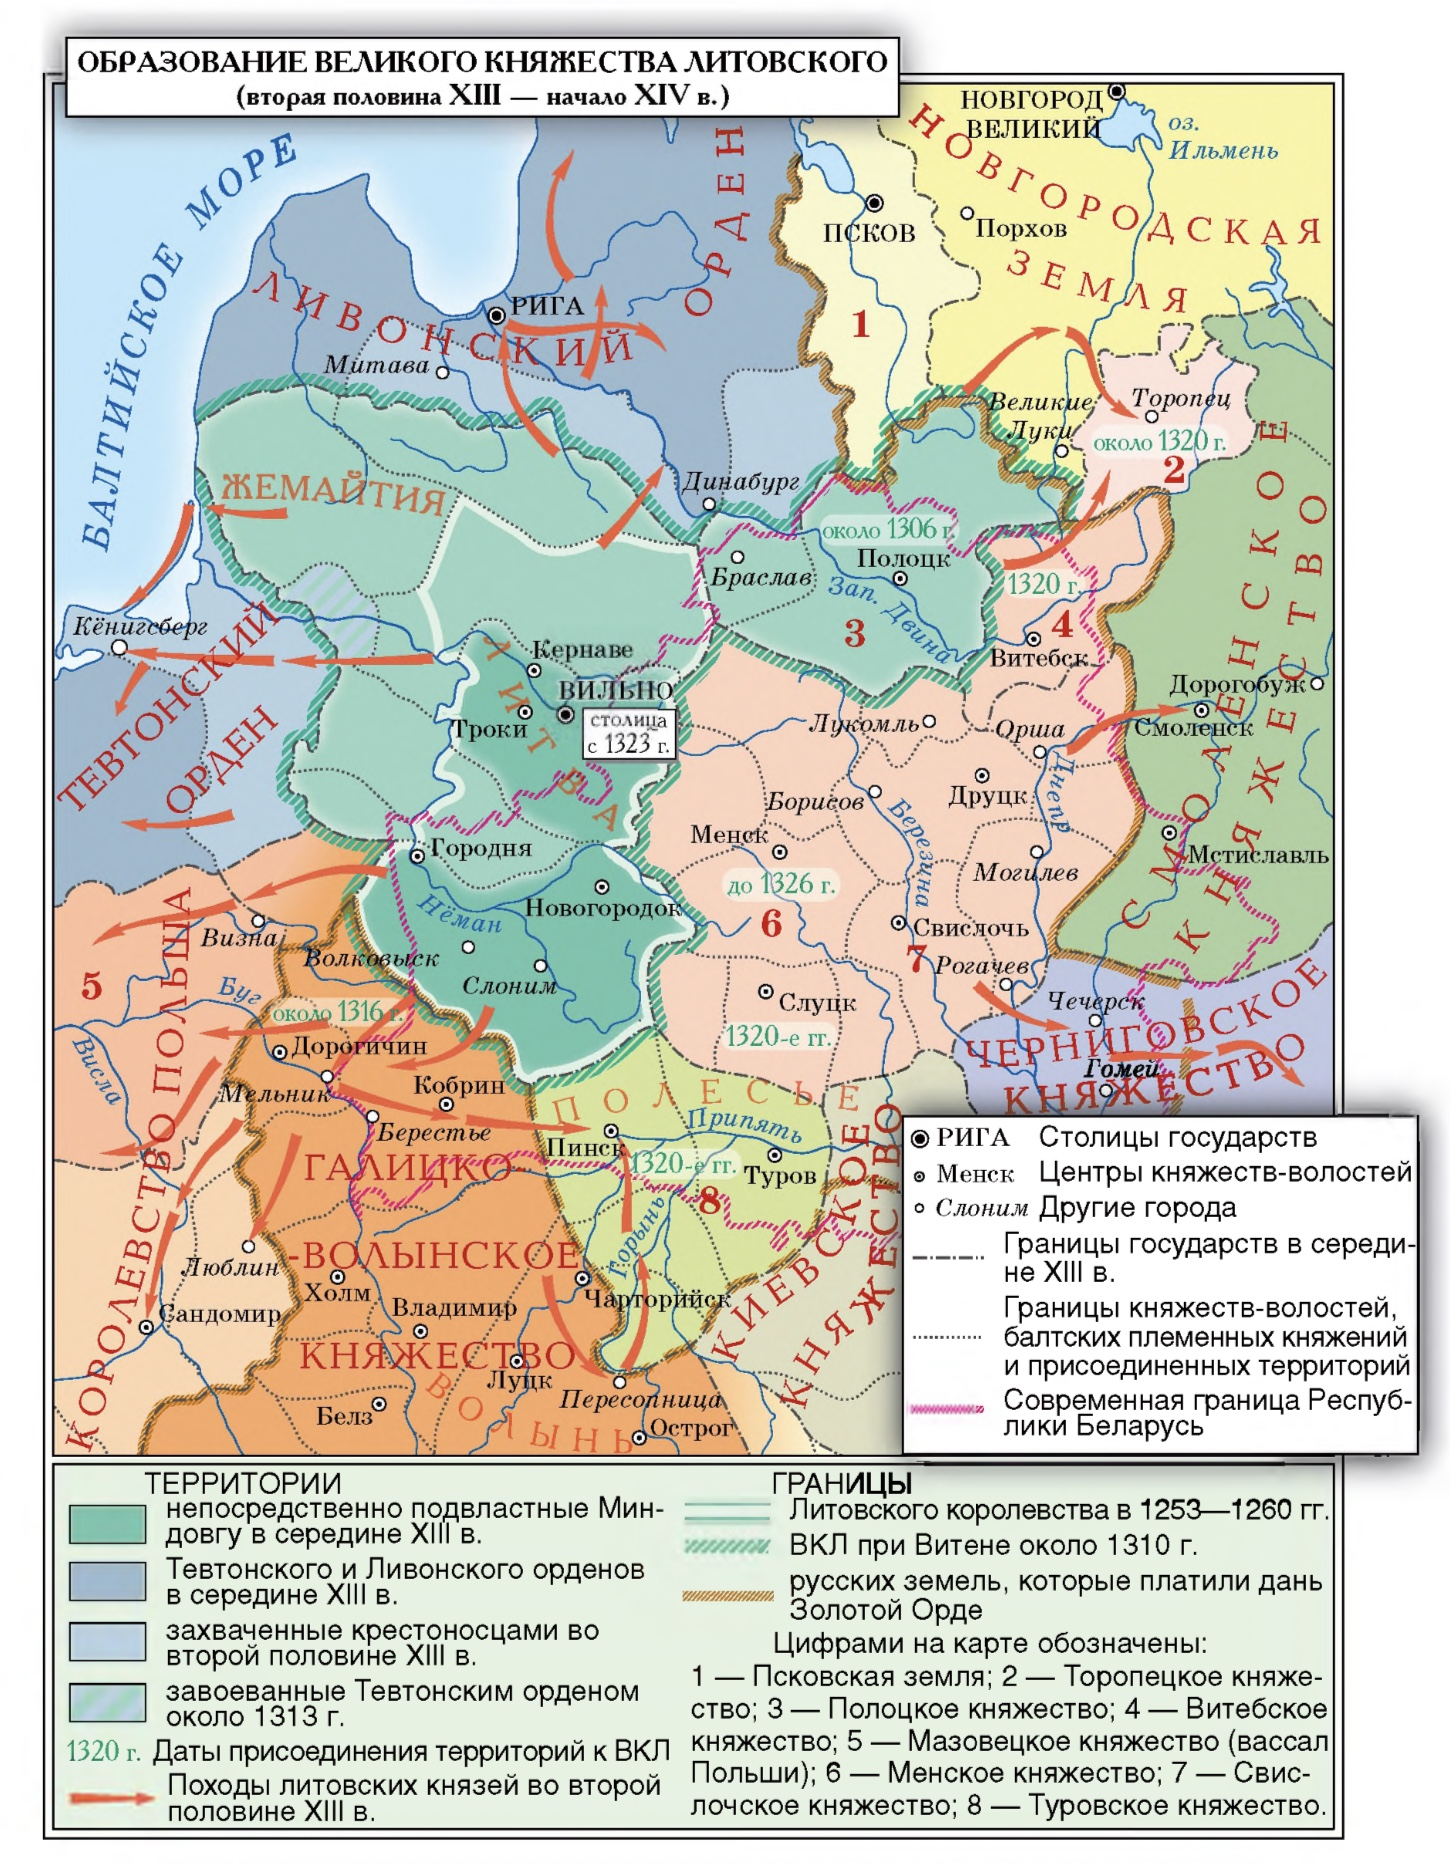 ОБРАЗОВАНИЕ ВЕЛИКОГО КНЯЖЕСТВА ЛИТОВСКОГО
(вторая половина XIII — начало XIV в.)
НОВГОРОД
ВЕЛИКИЙ
оз.
Ильмень
БАЛТИЙСКОЕ МОРЕ
НОВГОРОДСКАЯ
ЗЕМЛЯ
ПСКОВ
Порхов
1
ЛИВОНСКИЙ
ОРДЕН
РИГА
Митава
Великие
Луки
Торопец
около 1320 г.
2
ЖЕМАЙТИЯ
Динабург
около 1306 г.
Полоцк
Браслав
Зап. Двина
3
1320 г.
4
Витебск
Кёнигсберг
ТЕВТОНСКИЙ
ОРДЕН
Кернаве
ВИЛЬНО
столица
с 1323 г.
Троки
ЛИТВА
Лукомль
Орша
Дорогобуж
Смоленск
СМОЛЕНСКОЕ
КНЯЖЕСТВО
Борисов
Друцк
Днепр
Березина
Менск
Могилев
Мстиславль
до 1326 г.
6
Городня
Нёман
Новогородок
Свислочь
7
Рогачев
Визна
Волковыск
Слоним
5
Буг
около 1316 г.
Слуцк
1320-е гг.
Чечерск
ЧЕРНИГОВСКОЕ
КНЯЖЕСТВО
Гомей
Висла
Дорогичин
Мельник
Кобрин
Берестье
ПОЛЕСЬЕ
Припять
Пинск
1320-е гг.
Туров
8
Горынь
КОРОЛЕВСТВО ПОЛЬША
ГАЛИЦКО-
-ВОЛЫНСКОЕ
КНЯЖЕСТВО
Люблин
Холм
Сандомир
Владимир
Чарторийск
КИЕВСКОЕ
КНЯЖЕСТВО
Луцк
Пересопница
Белз
ВОЛЫНЬ
Острог
РИГА Столицы государств
Менск Центры княжеств-волостей
Слоним Другие города
Границы государств в середи-
не XIII в.
Границы княжеств-волостей,
балтских племенных княжений
и присоединенных территорий
Современная граница Респуб-
лики Беларусь
ТЕРРИТОРИИ
непосредственно подвластные Мин-
довгу в середине XIII в.
Тевтонского и Ливонского орденов
в середине XIII в.
захваченные крестоносцами во
второй половине XIII в.
завоеванные Тевтонским орденом
около 1313 г.
1320 г. Даты присоединения территорий к ВКЛ
Походы литовских князей во второй
половине XIII в.
ГРАНИЦЫ
Литовского королевства в 1253—1260 гг.
ВКЛ при Витене около 1310 г.
русских земель, которые платили дань
Золотой Орде
Цифрами на карте обозначены:
1 — Псковская земля; 2 — Торопецкое княже-
ство; 3 — Полоцкое княжество; 4 — Витебское
княжество; 5 — Мазовецкое княжество (вассал
Польши); 6 — Менское княжество; 7 — Свис-
лочское княжество; 8 — Туровское княжество.